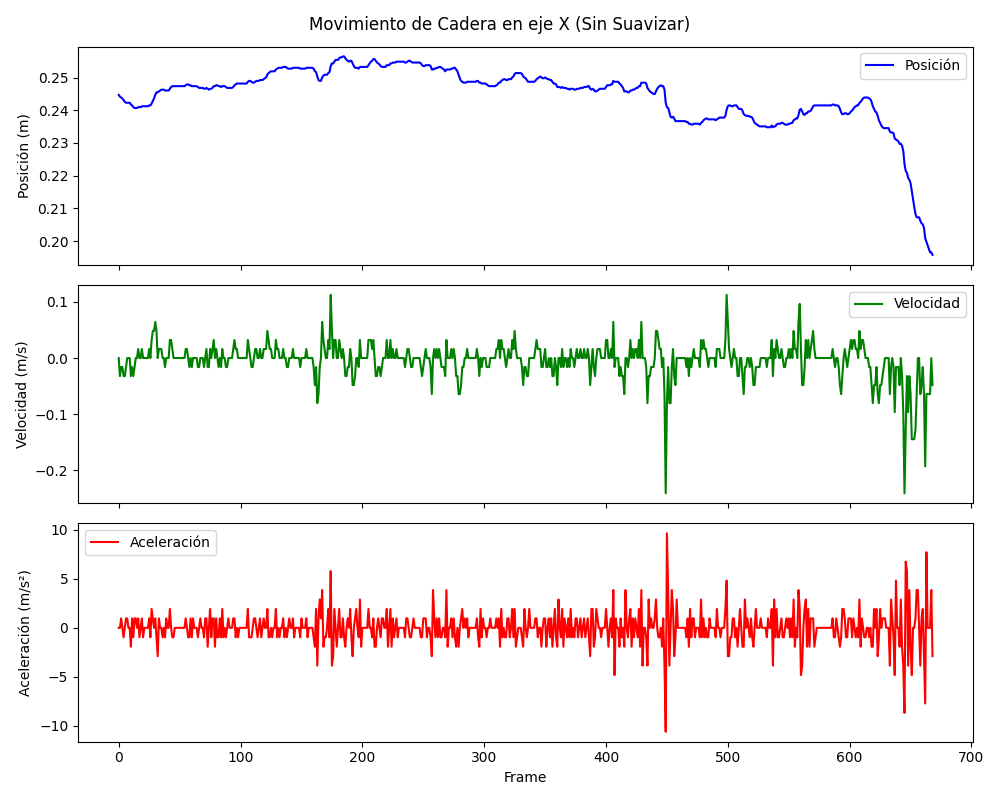 Movimiento de Cadera en eje X (Sin Suavizar)
Posición (m)
0.25
0.24
0.23
0.22
0.21
0.20
Posición
Velocidad (m/s)
0.1
0.0
−0.1
−0.2
Velocidad
Aceleración (m/s²)
10
5
0
−5
−10
Aceleración
0 100 200 300 400 500 600 700
Frame